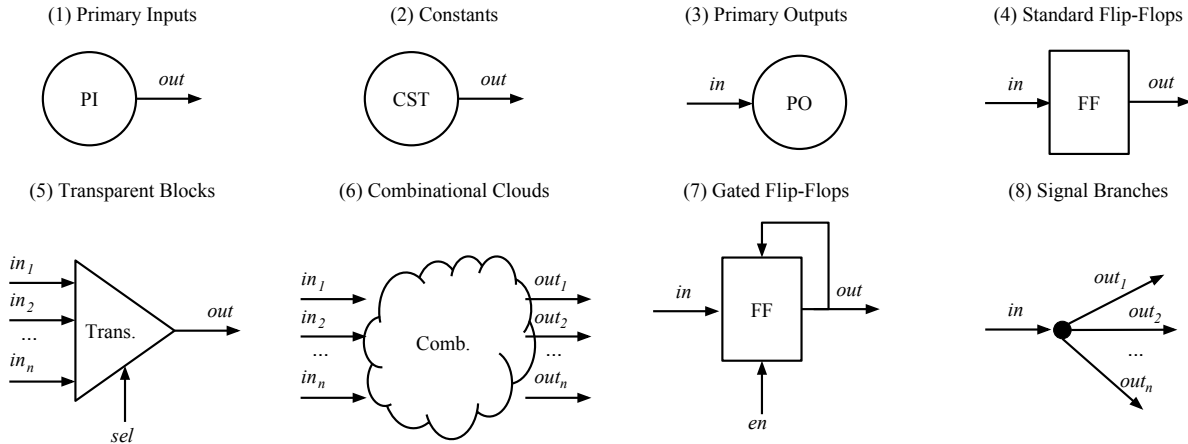 (1) Primary Inputs
(2) Constants
(3) Primary Outputs
(4) Standard Flip-Flops
PI
out
CST
out
in
PO
in
FF
out
(5) Transparent Blocks
(6) Combinational Clouds
(7) Gated Flip-Flops
(8) Signal Branches
in1
in2
...
inn
Trans.
out
sel
in1
in2
...
inn
Comb.
out1
out2
...
outn
in
FF
out
en
in
out1
out2
...
outn